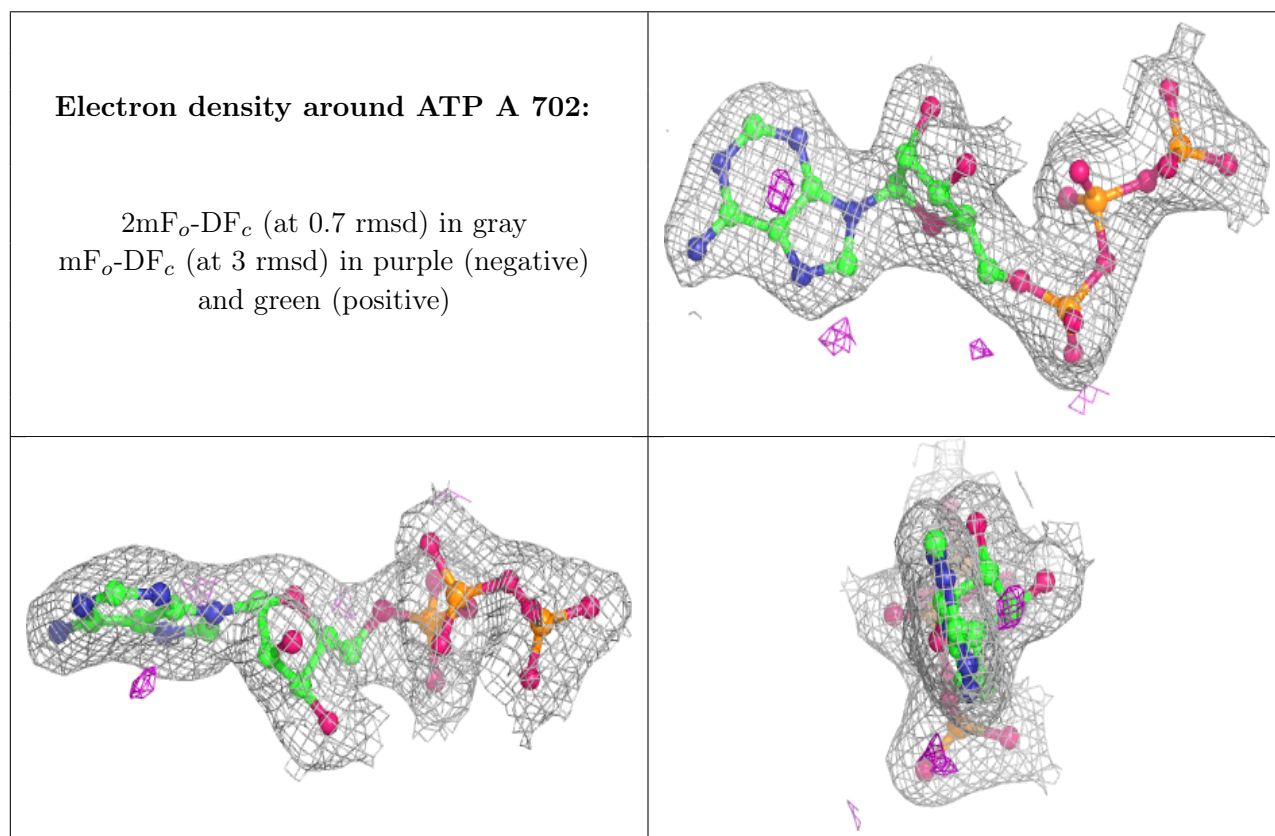 Electron density around ATP A 702:
2mFo-DFc (at 0.7 rmsd) in gray
mFo-DFc (at 3 rmsd) in purple (negative)
and green (positive)